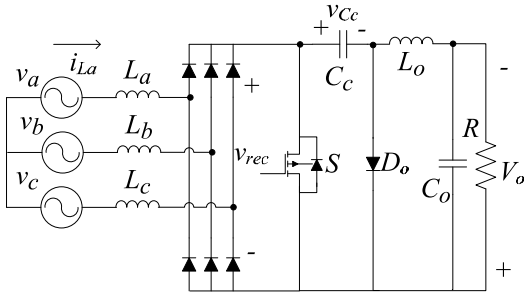 + v_Cc -
i_La
v_a L_a
C_c
L_o
-
v_b L_b
+
R
v_rec S
D_o
C_o
V_o
v_c L_c
-
+